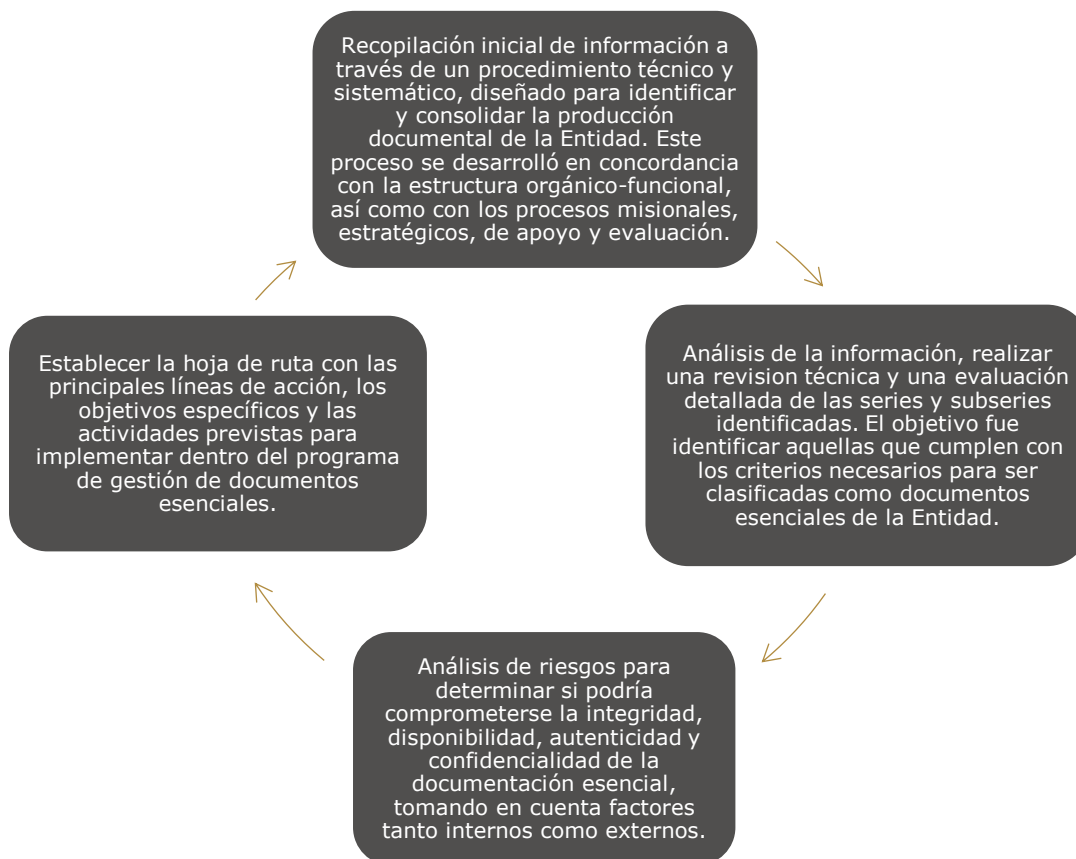 Recopilación inicial de información a
través de un procedimiento técnico y
sistemático, diseñado para identificar
y consolidar la producción
documental de la Entidad. Este
proceso se desarrolló en concordancia
con la estructura orgánico-funcional,
así como con los procesos misionales,
estratégicos, de apoyo y evaluación.
Análisis de la información, realizar
una revision técnica y una evaluación
detallada de las series y subseries
identificadas. El objetivo fue
identificar aquellas que cumplen con
los criterios necesarios para ser
clasificadas como documentos
esenciales de la Entidad.
Análisis de riesgos para
determinar si podría
comprometerse la integridad,
disponibilidad, autenticidad y
confidencialidad de la
documentación esencial,
tomando en cuenta factores
tanto internos como externos.
Establecer la hoja de ruta con las
principales líneas de acción, los
objetivos específicos y las
actividades previstas para
implementar dentro del programa
de gestión de documentos
esenciales.